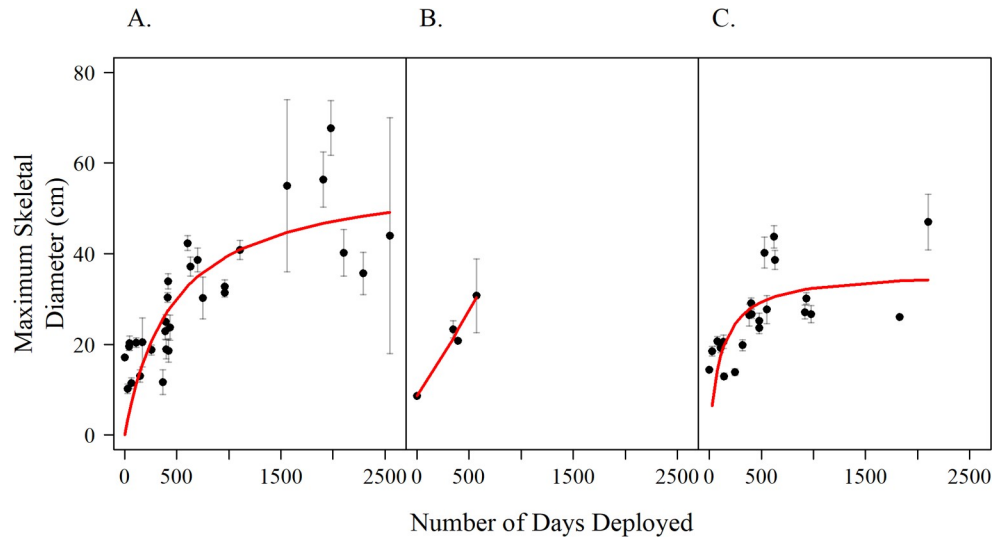 A. B. C.
80
60
40
20
0
Maximum Skeletal
Diameter (cm)
0 500 1500 2500 0 500 1500 2500 0 500 1500 2500
Number of Days Deployed